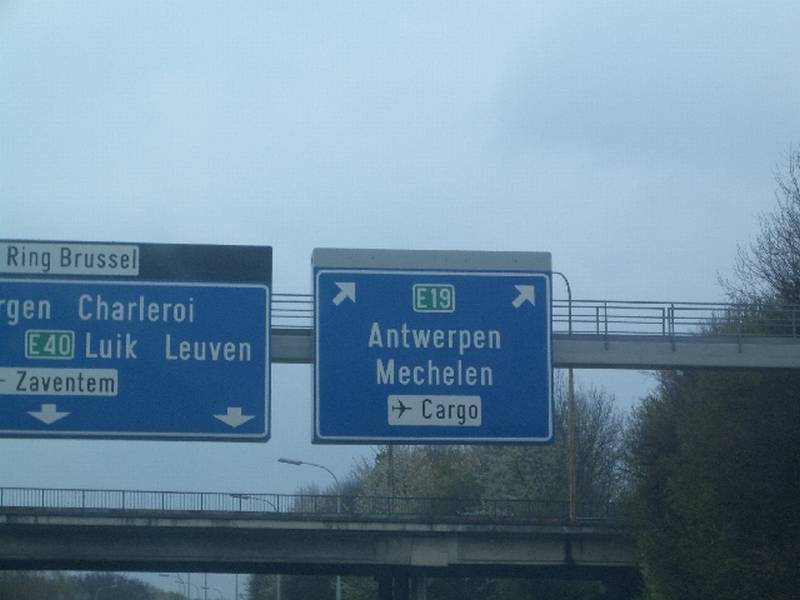 Ring Brussel
rgen Charleroi
E40 Luik Leuven
- Zaventem
E19
Antwerpen
Mechelen
Cargo